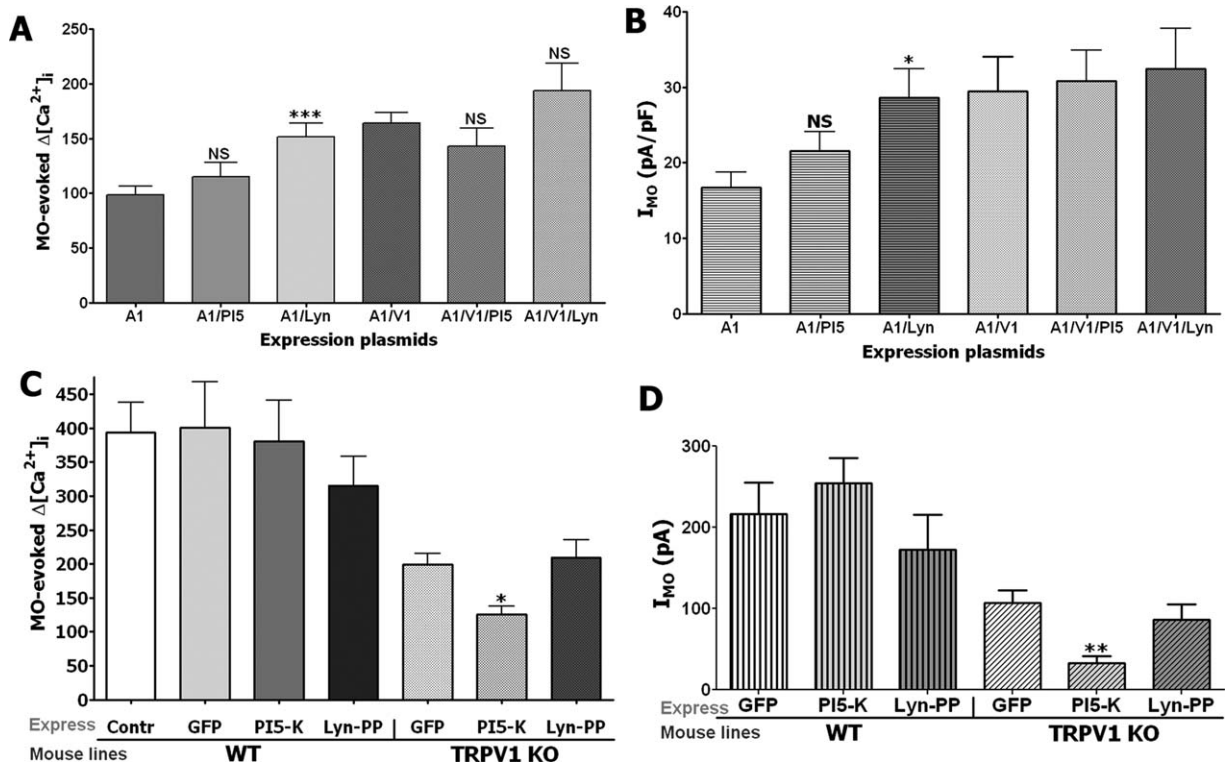 A
MO-evoked Δ[Ca²⁺]ᵢ
250
200
150
100
50
0
NS
***
NS
NS
A1 A1/PI5 A1/Lyn A1/V1 A1/V1/PI5 A1/V1/Lyn
Expression plasmids
B
I_MO (pA/pF)
40
30
20
10
0
NS
*
A1 A1/PI5 A1/Lyn A1/V1 A1/V1/PI5 A1/V1/Lyn
Expression plasmids
C
MO-evoked Δ[Ca²⁺]ᵢ
450
400
350
300
250
200
150
100
50
0
*
Express Contr GFP PI5-K Lyn-PP GFP PI5-K Lyn-PP
Mouse lines WT TRPV1 KO
D
I_MO (pA)
300
200
100
0
**
Express GFP PI5-K Lyn-PP GFP PI5-K Lyn-PP
Mouse lines WT TRPV1 KO